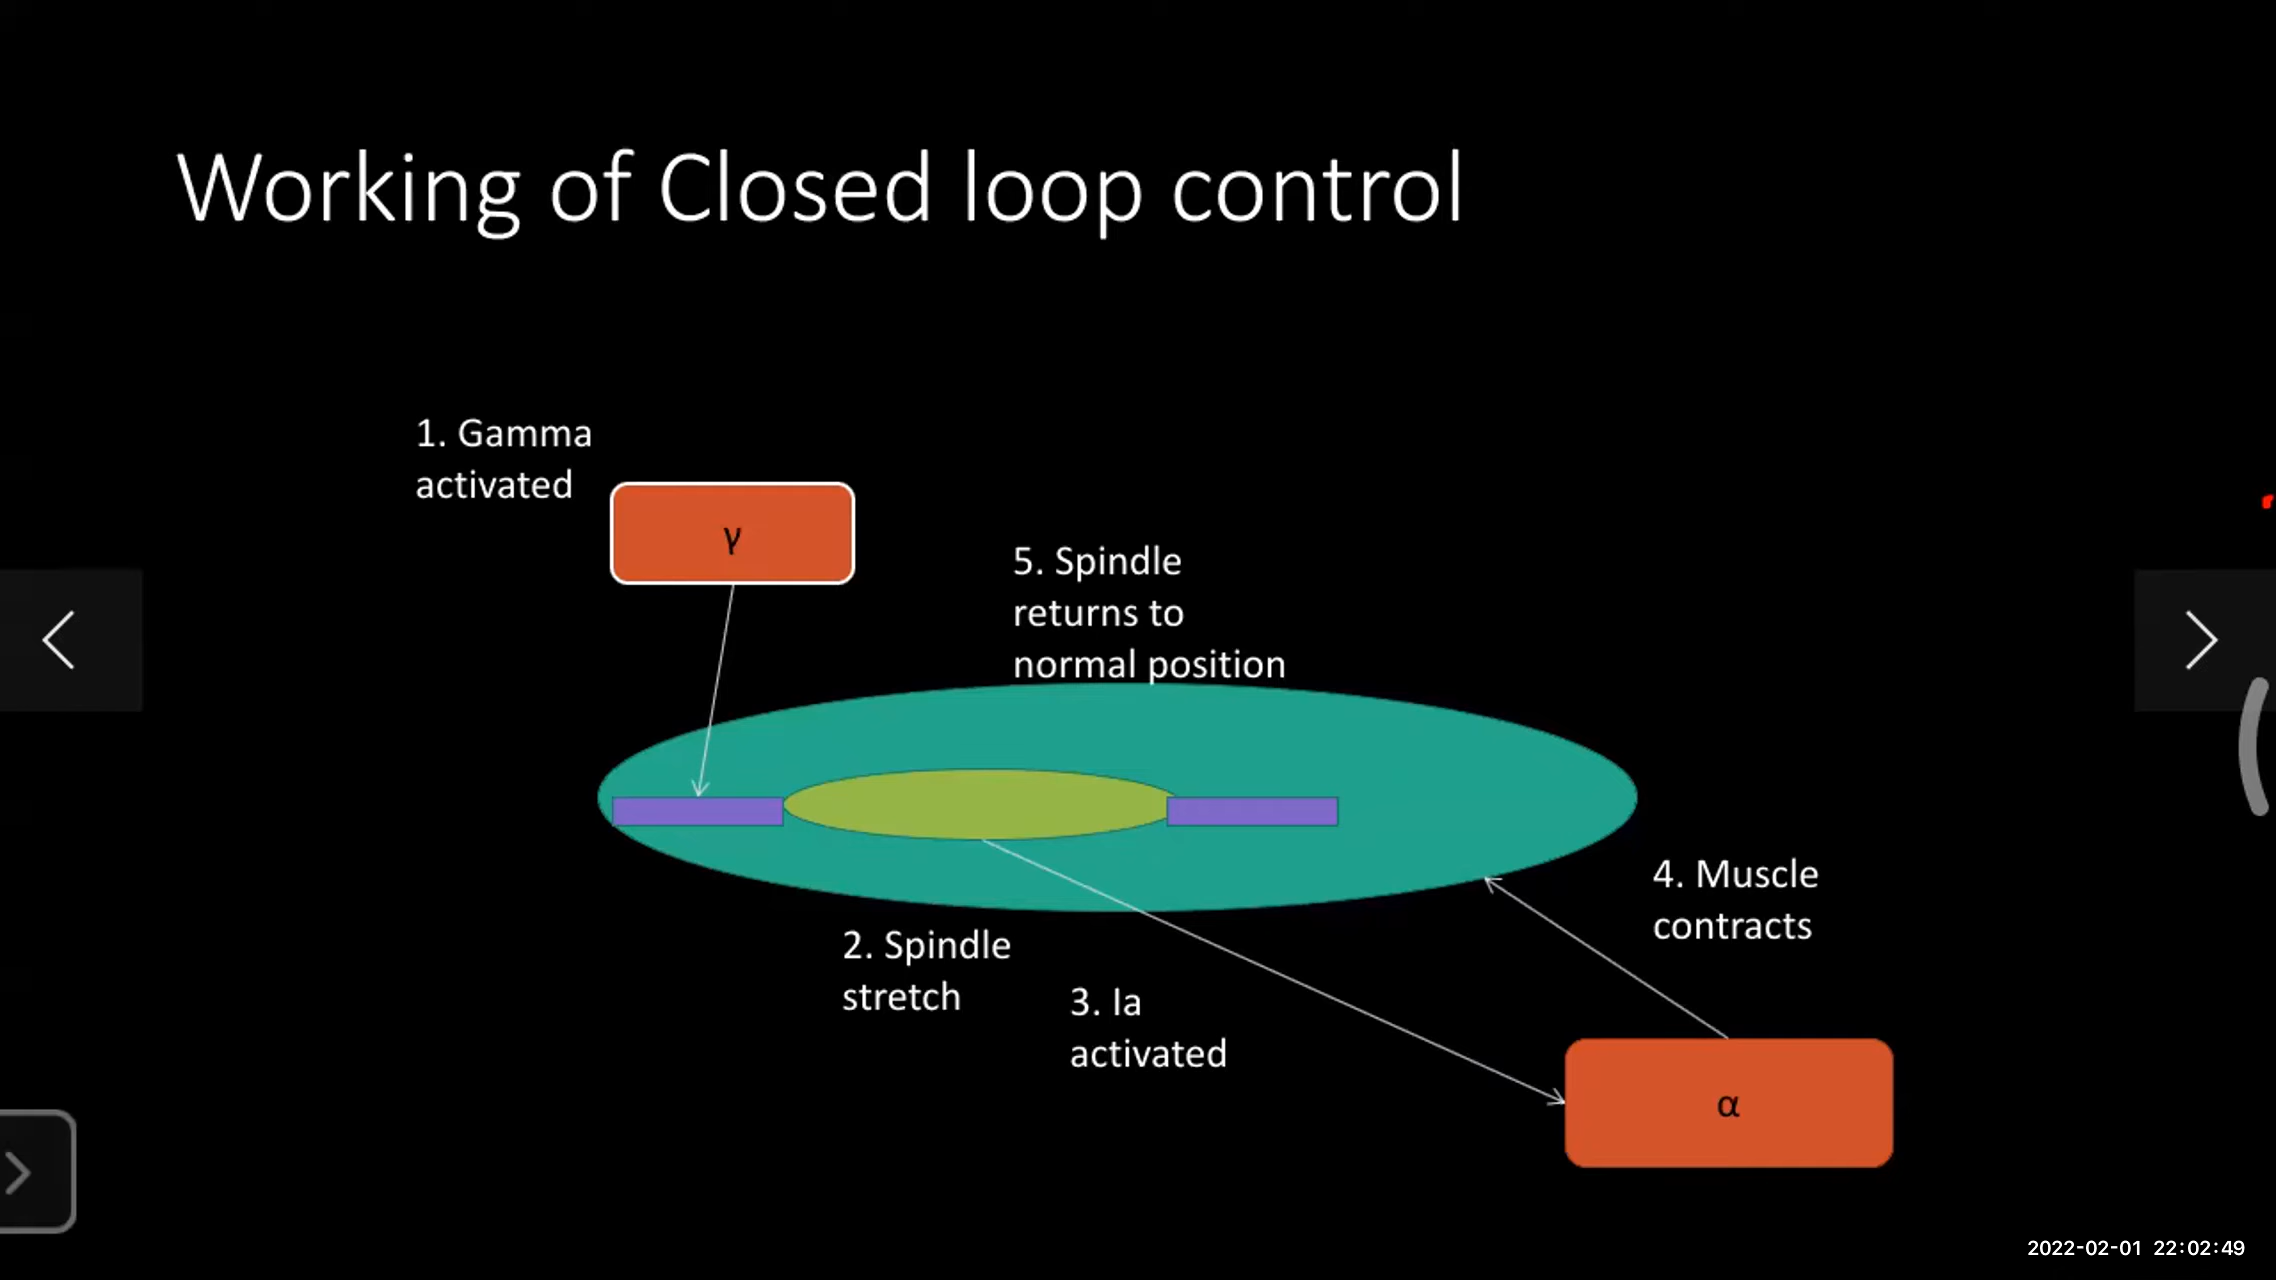 Working of Closed loop control
1. Gamma
activated
γ
5. Spindle
returns to
normal position
2. Spindle
stretch
3. Ia
activated
4. Muscle
contracts
α
2022-02-01 22:02:49